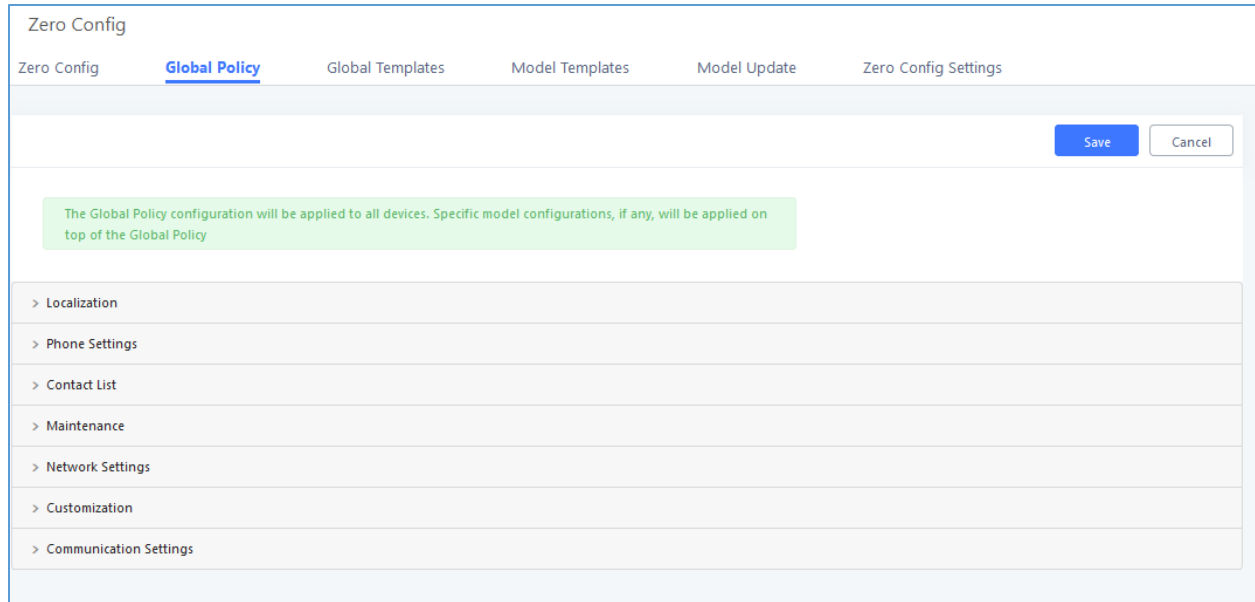 Zero Config
Zero Config Global Policy Global Templates Model Templates Model Update Zero Config Settings
Save Cancel
The Global Policy configuration will be applied to all devices. Specific model configurations, if any, will be applied on
top of the Global Policy
> Localization
> Phone Settings
> Contact List
> Maintenance
> Network Settings
> Customization
> Communication Settings